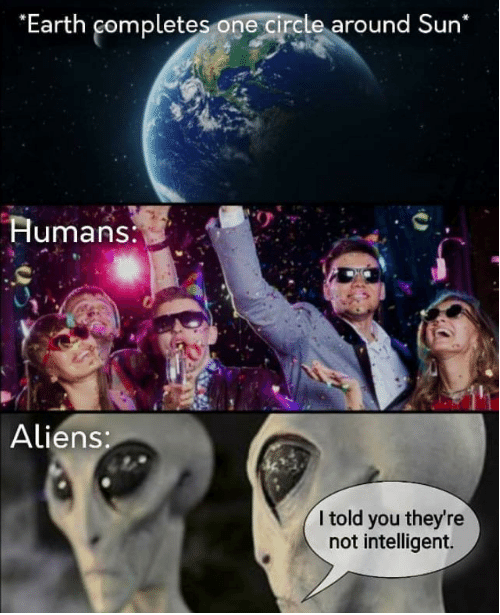 *Earth completes one circle around Sun*
Humans:
Aliens:
I told you they're
not intelligent.